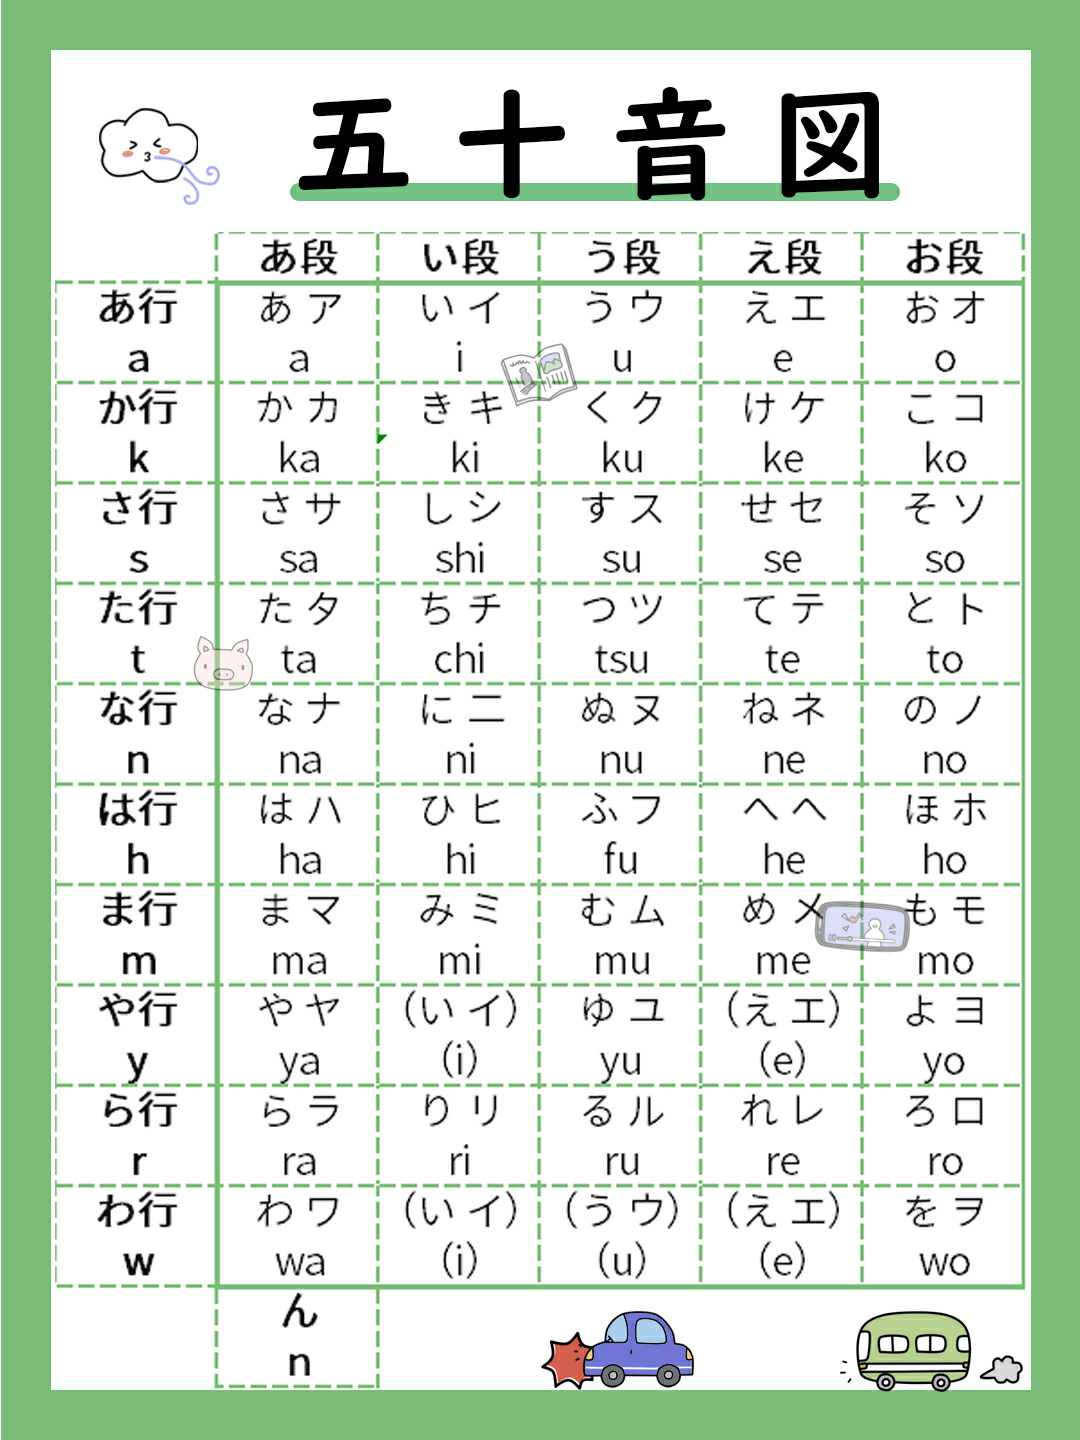 五十音図
あ段 い段 う段 え段 お段
あ行 あ ア い イ う ウ え エ お オ
a a i u e o
か行 か カ き キ く ク け ケ こ コ
k ka ki ku ke ko
さ行 さ サ し シ す ス せ セ そ ソ
s sa shi su se so
た行 た タ ち チ つ ツ て テ と ト
t ta chi tsu te to
な行 な ナ に ニ ぬ ヌ ね ネ の ノ
n na ni nu ne no
は行 は ハ ひ ヒ ふ フ へ ヘ ほ ホ
h ha hi fu he ho
ま行 ま マ み ミ む ム め メ も モ
m ma mi mu me mo
や行 や ヤ (い イ) ゆ ユ (え エ) よ ヨ
y ya (i) yu (e) yo
ら行 ら ラ り リ る ル れ レ ろ ロ
r ra ri ru re ro
わ行 わ ワ (い イ) (う ウ) (え エ) を ヲ
w wa (i) (u) (e) wo
ん
n